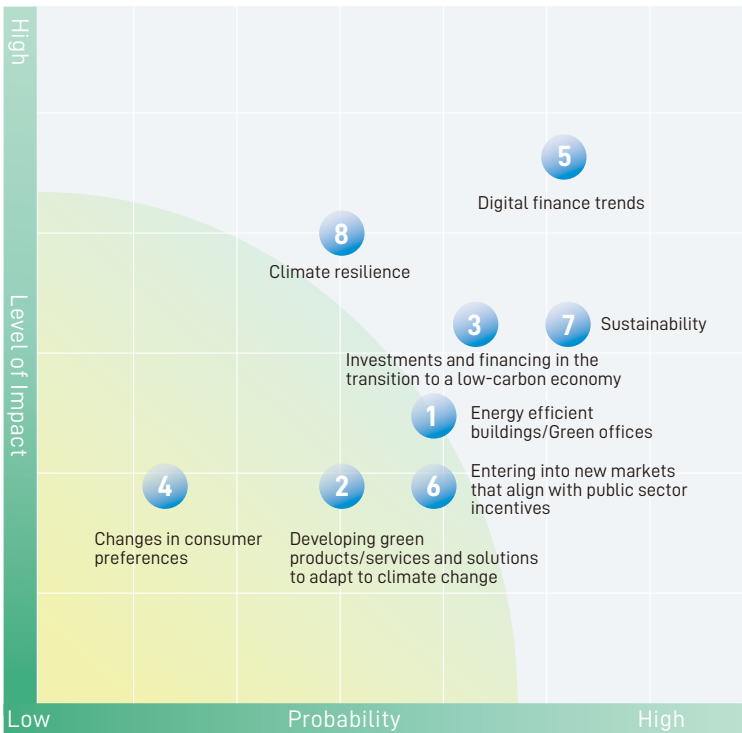 High
5
Digital finance trends
8
Climate resilience
3
7
Sustainability
Investments and financing in the
transition to a low-carbon economy
Level of Impact
1
Energy efficient
buildings/Green offices
4
2
6
Entering into new markets
that align with public sector
incentives
Changes in consumer
preferences
Developing green
products/services and solutions
to adapt to climate change
Low
Probability
High